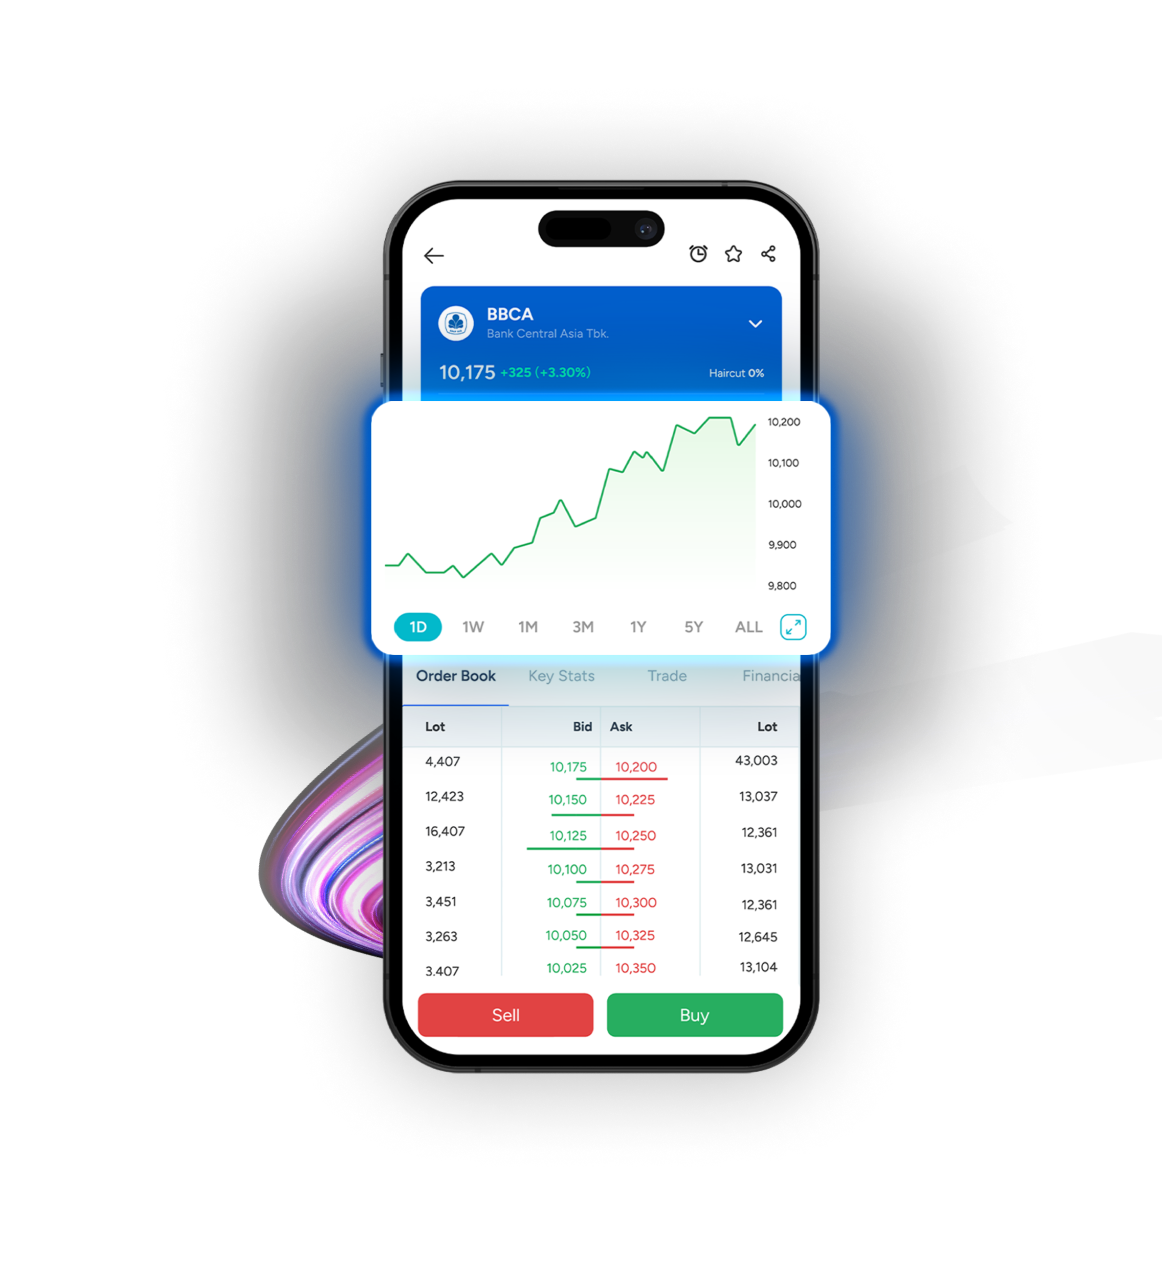 BBCA
Bank Central Asia Tbk.
10,175 +325 (+3.30%) Haircut 0%
10,200
10,100
10,000
9,900
9,800
1D 1W 1M 3M 1Y 5Y ALL
Order Book Key Stats Trade Financia
Lot Bid Ask Lot
4,407 10,175 10,200 43,003
12,423 10,150 10,225 13,037
16,407 10,125 10,250 12,361
3,213 10,100 10,275 13,031
3,451 10,075 10,300 12,361
3,263 10,050 10,325 12,645
3,407 10,025 10,350 13,104
Sell Buy